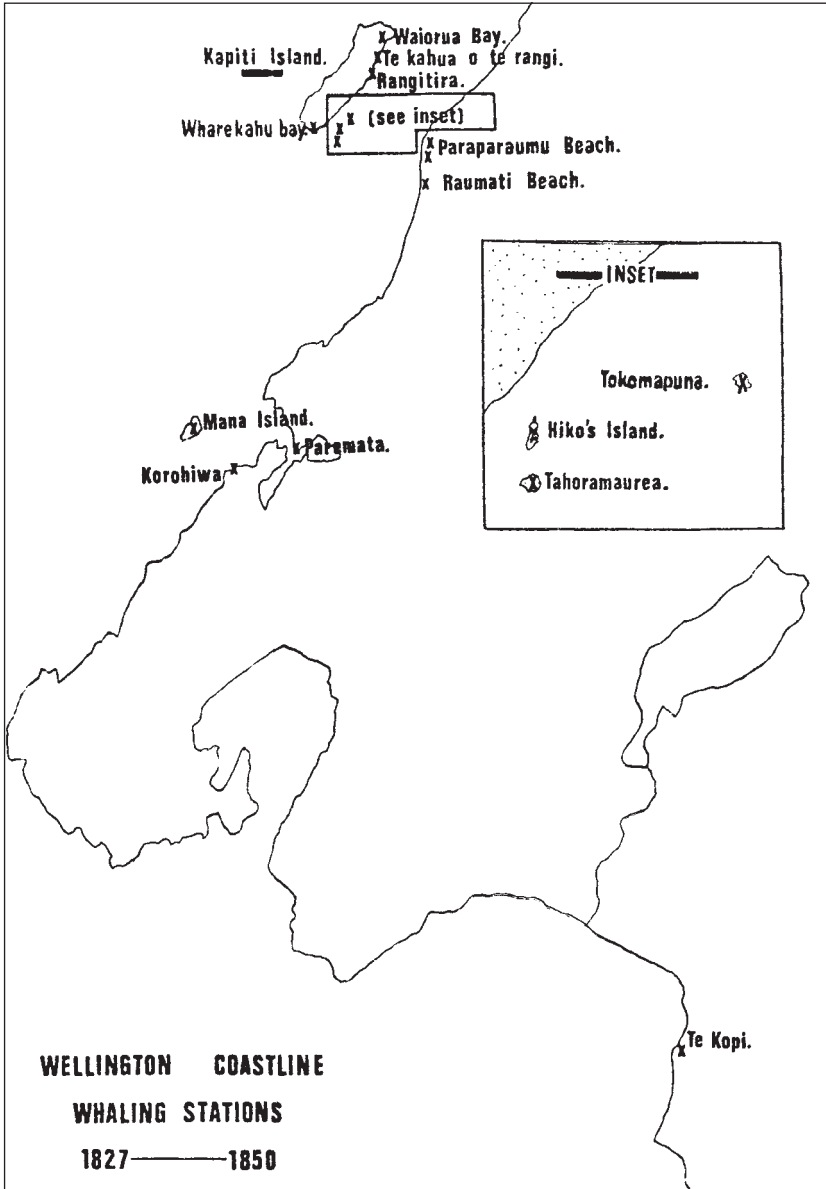 Waiorua Bay.
Kapiti Island.
Te kahua o te rangi.
Rangitira.
(see inset)
Wharekahu bay.
Paraparaumu Beach.
Raumati Beach.
INSET
Tokomapuna.
Hiko's Island.
Tahoramaurea.
Mana Island.
Paremata.
Korohiwa
Te Kopi.
WELLINGTON COASTLINE
WHALING STATIONS
1827——1850